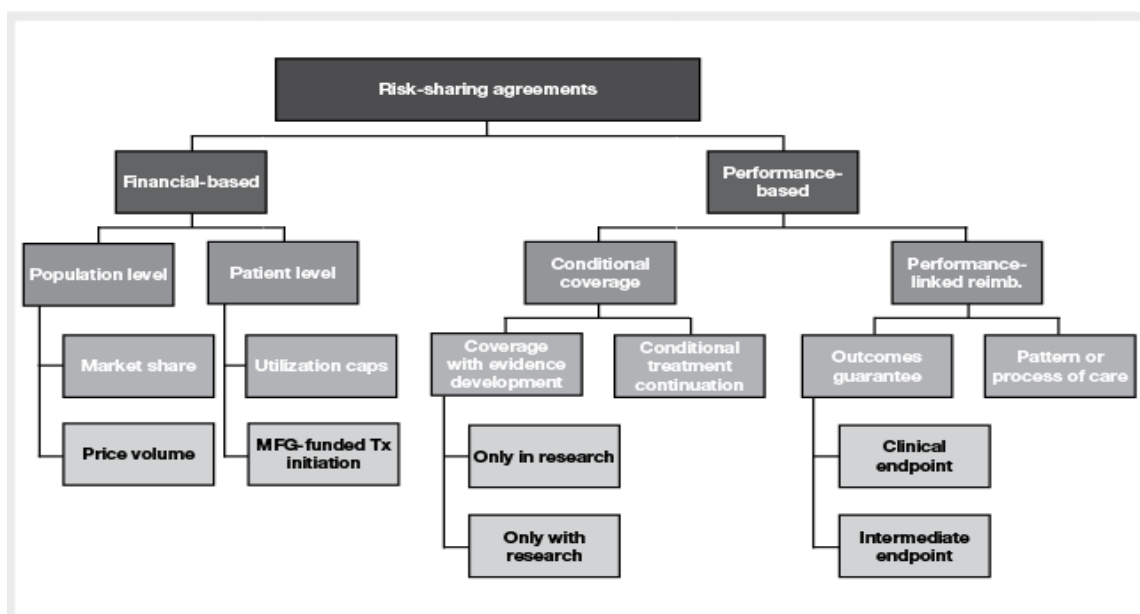 Risk-sharing agreements
Financial-based
Performance-
based
Population level
Patient level
Conditional
coverage
Performance-
linked reimb.
Market share
Utilization caps
Coverage
with evidence
development
Conditional
treatment
continuation
Outcomes
guarantee
Pattern or
process of care
Price volume
MFG-funded Tx
initiation
Only in research
Clinical
endpoint
Only with
research
Intermediate
endpoint